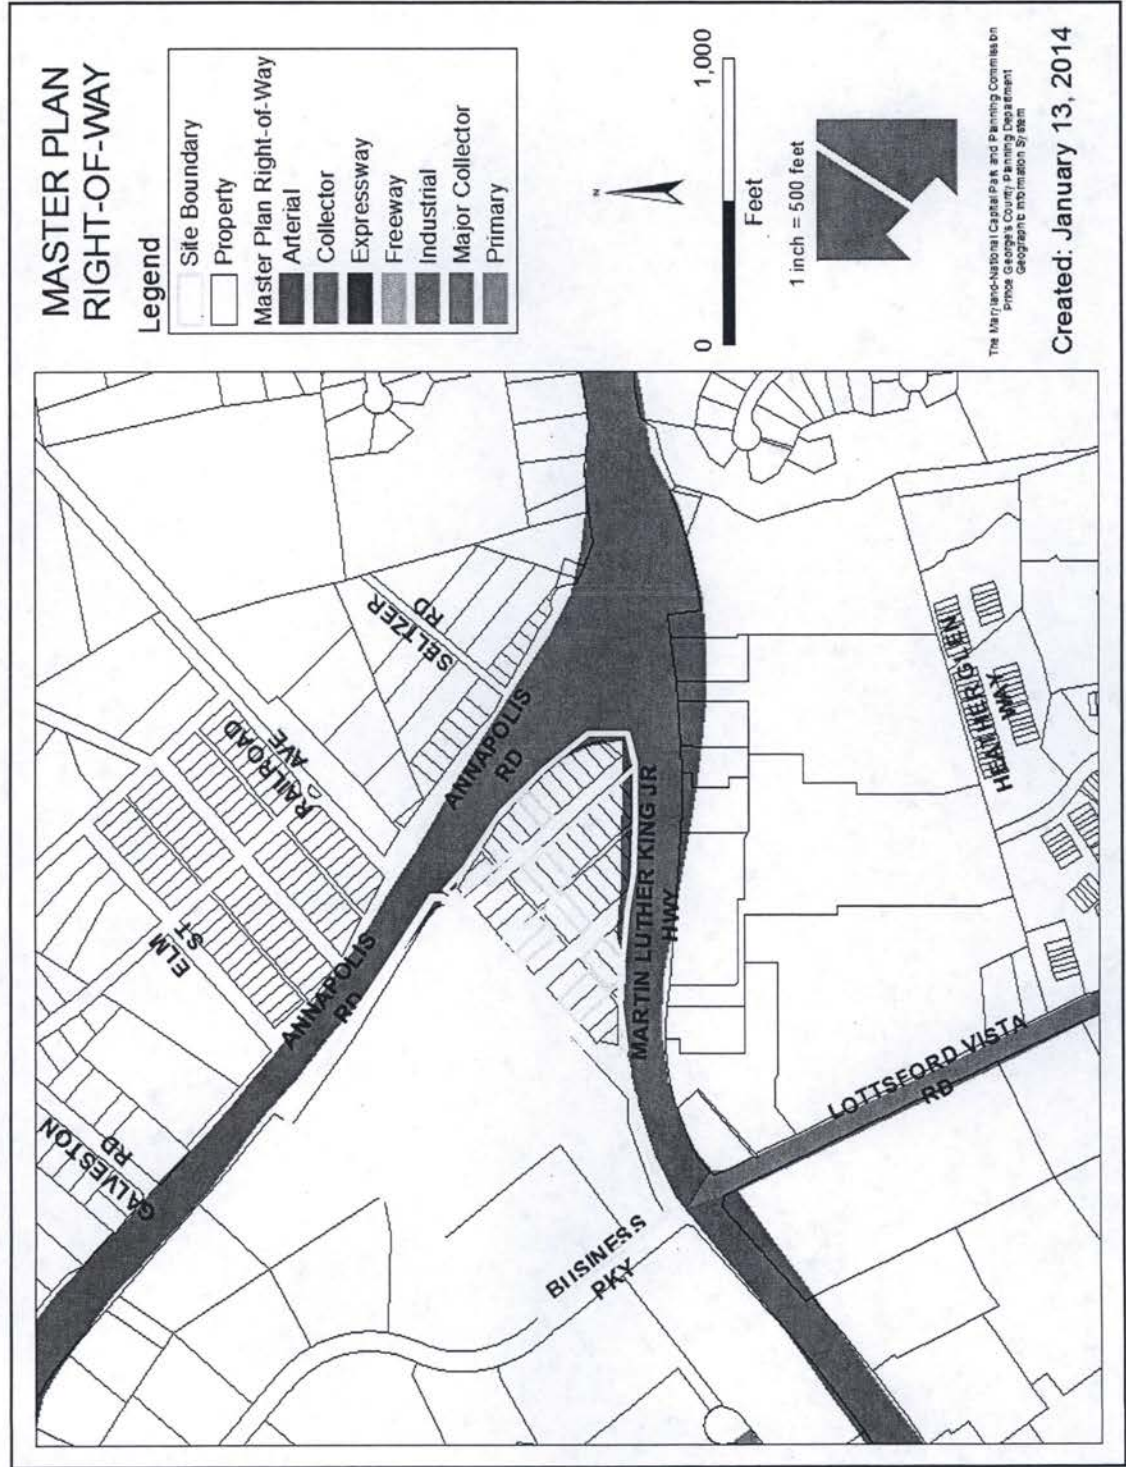 MASTER PLAN
RIGHT-OF-WAY
Legend
Site Boundary
Property
Master Plan Right-of-Way
Arterial
Collector
Expressway
Freeway
Industrial
Major Collector
Primary
N
0
1,000
Feet
1 inch = 500 feet
The Maryland-National Capital Park and Planning Commission
Prince George's County Planning Department
Geographic Information System
Created: January 13, 2014
GALVESTON
RD
ELM
ST
RAILROAD
AVE
SELTZER
RD
ANNAPOLIS
RD
ANNAPOLIS
RD
MARTIN LUTHER KING JR
HWY
BUSINESS
PKY
LOTTSFORD VISTA
RD
HEATHERGLEN
WAY